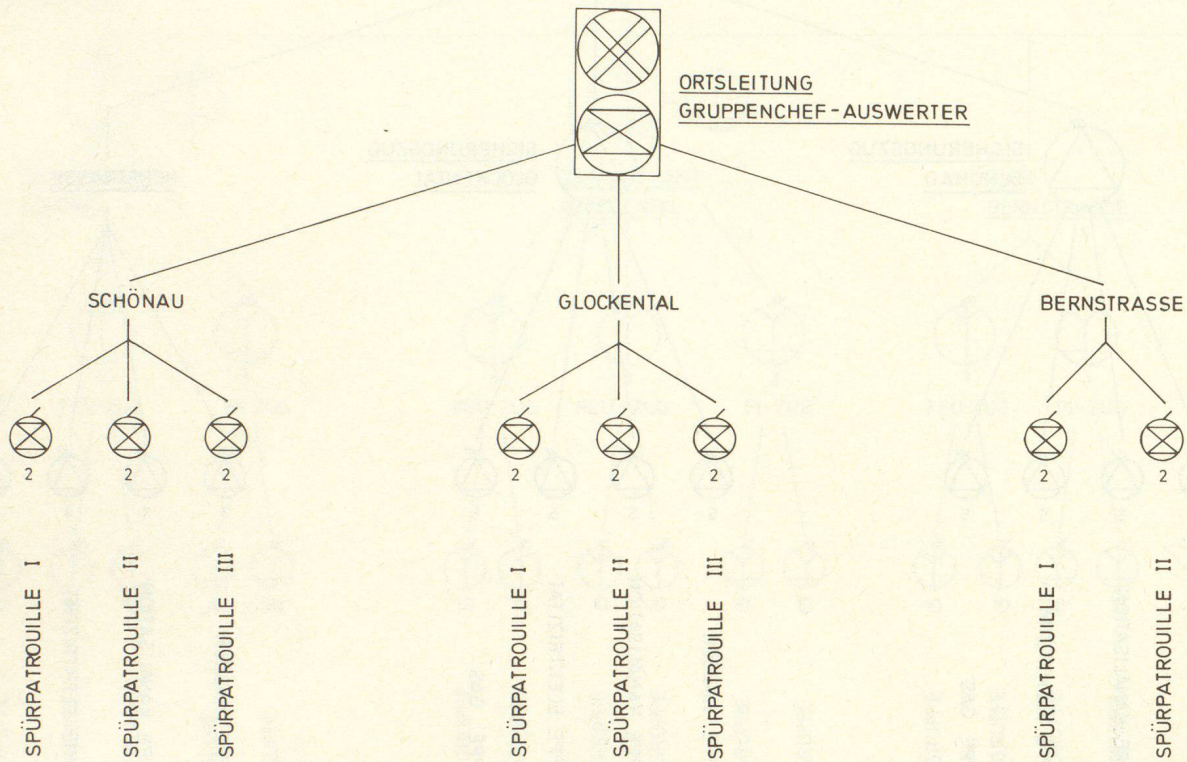 ORTSLEITUNG
GRUPPENCHEF-AUSWERTER
SCHÖNAU
GLOCKENTAL
BERNSTRASSE
2
2
2
2
2
2
2
2
SPÜRPATROUILLE I
SPÜRPATROUILLE II
SPÜRPATROUILLE III
SPÜRPATROUILLE I
SPÜRPATROUILLE II
SPÜRPATROUILLE III
SPÜRPATROUILLE I
SPÜRPATROUILLE II